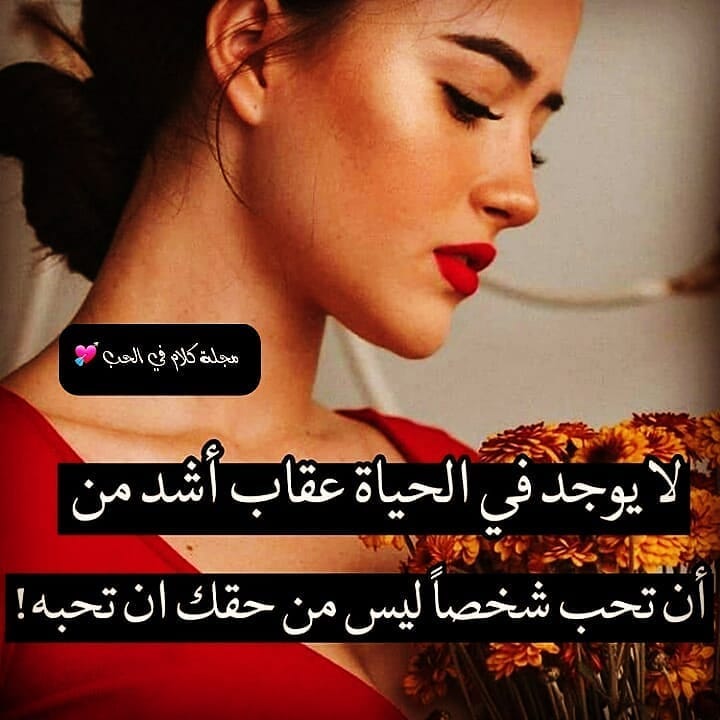 مجلة كلام في الحب 💘
لا يوجد في الحياة عقاب أشد من
أن تحب شخصاً ليس من حقك ان تحبه!